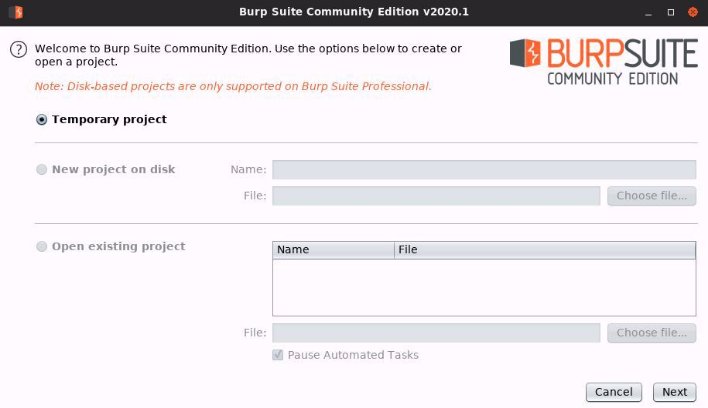 Burp Suite Community Edition v2020.1
Welcome to Burp Suite Community Edition. Use the options below to create or
open a project.
BURPSUITE
COMMUNITY EDITION
Note: Disk-based projects are only supported on Burp Suite Professional.
Temporary project
New project on disk
Name:
File:
Choose file...
Open existing project
Name File
File:
Choose file...
Pause Automated Tasks
Cancel Next